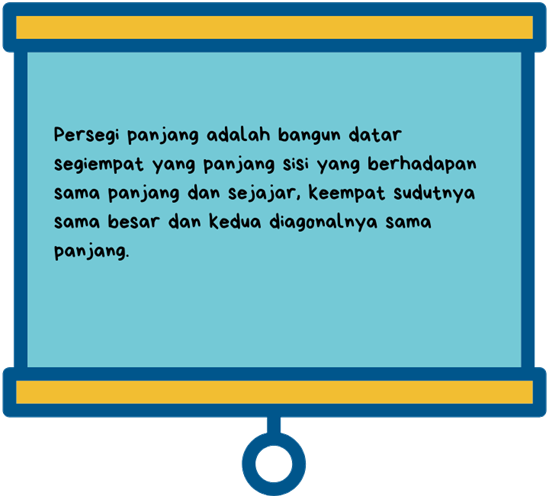 Persegi panjang adalah bangun datar
segiempat yang panjang sisi yang berhadapan
sama panjang dan sejajar, keempat sudutnya
sama besar dan kedua diagonalnya sama
panjang.